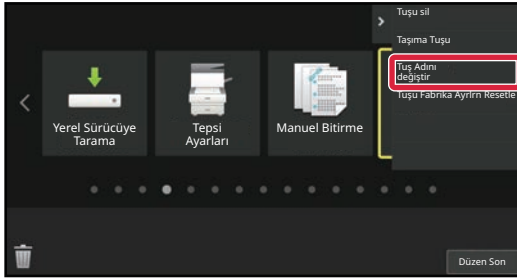 Tuşu sil
Taşıma Tuşu
Tuş Adını
değiştir
Tuşu Fabrika Ayrlrn Resetle
Yerel Sürücüye
Tarama
Tepsi
Ayarları
Manuel Bitirme
Düzen Son